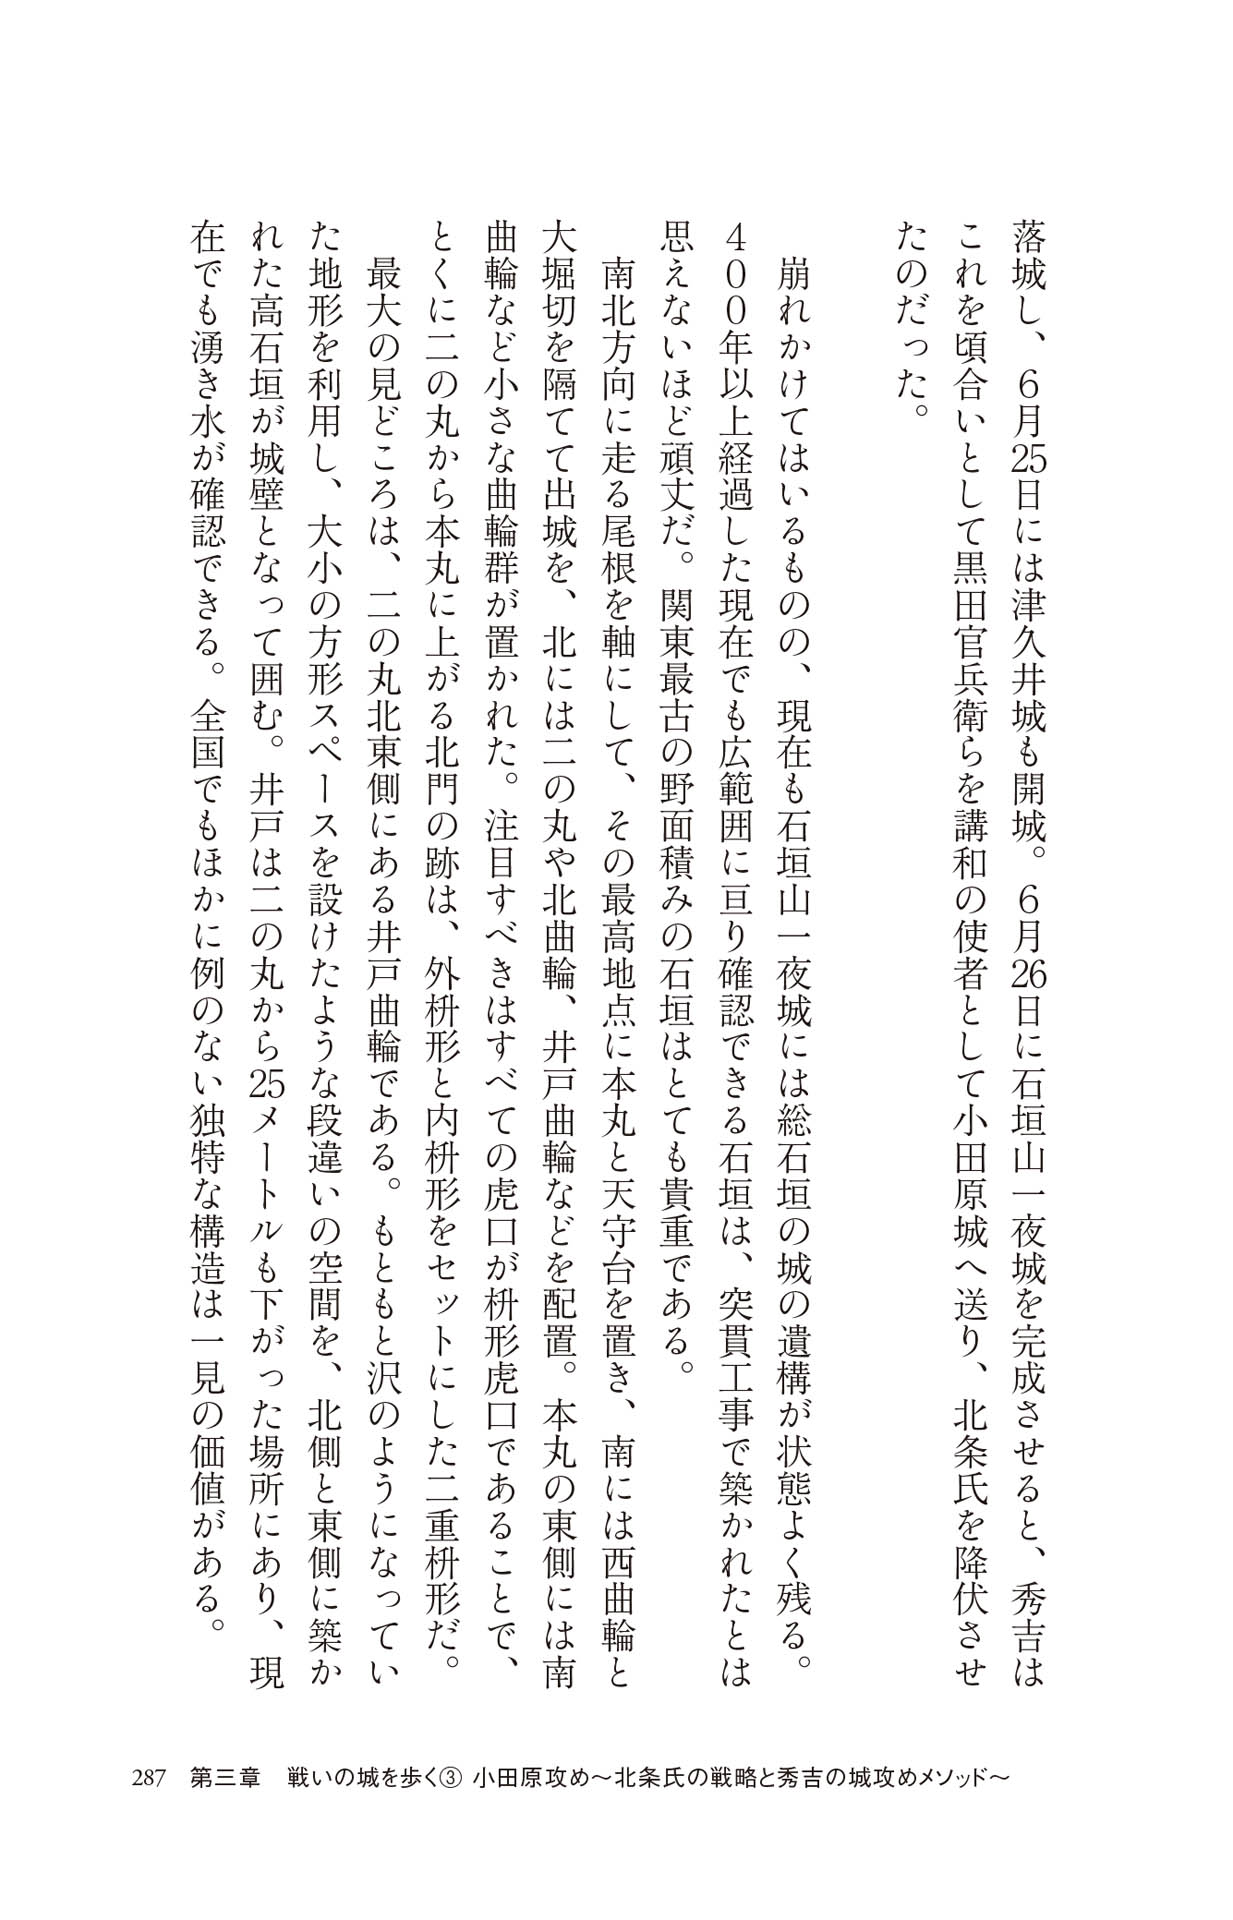 落城し、６月25日には津久井城も開城。６月26日に石垣山一夜城を完成させると、秀吉は
これを頃合いとして黒田官兵衛らを講和の使者として小田原城へ送り、北条氏を降伏させ
たのだった。
崩れかけてはいるものの、現在も石垣山一夜城には総石垣の城の遺構が状態よく残る。
４００年以上経過した現在でも広範囲に亘り確認できる石垣は、突貫工事で築かれたとは
思えないほど頑丈だ。関東最古の野面積みの石垣はとても貴重である。
南北方向に走る尾根を軸にして、その最高地点に本丸と天守台を置き、南には西曲輪と
大堀切を隔てて出城を、北には二の丸や北曲輪、井戸曲輪などを配置。本丸の東側には南
曲輪など小さな曲輪群が置かれた。注目すべきはすべての虎口が枡形虎口であることで、
とくに二の丸から本丸に上がる北門の跡は、外枡形と内枡形をセットにした二重枡形だ。
最大の見どころは、二の丸北東側にある井戸曲輪である。もともと沢のようになってい
た地形を利用し、大小の方形スペースを設けたような段違いの空間を、北側と東側に築か
れた高石垣が城壁となって囲む。井戸は二の丸から25メートルも下がった場所にあり、現
在でも湧き水が確認できる。全国でもほかに例のない独特な構造は一見の価値がある。
287 第三章　戦いの城を歩く③ 小田原攻め〜北条氏の戦略と秀吉の城攻めメソッド〜